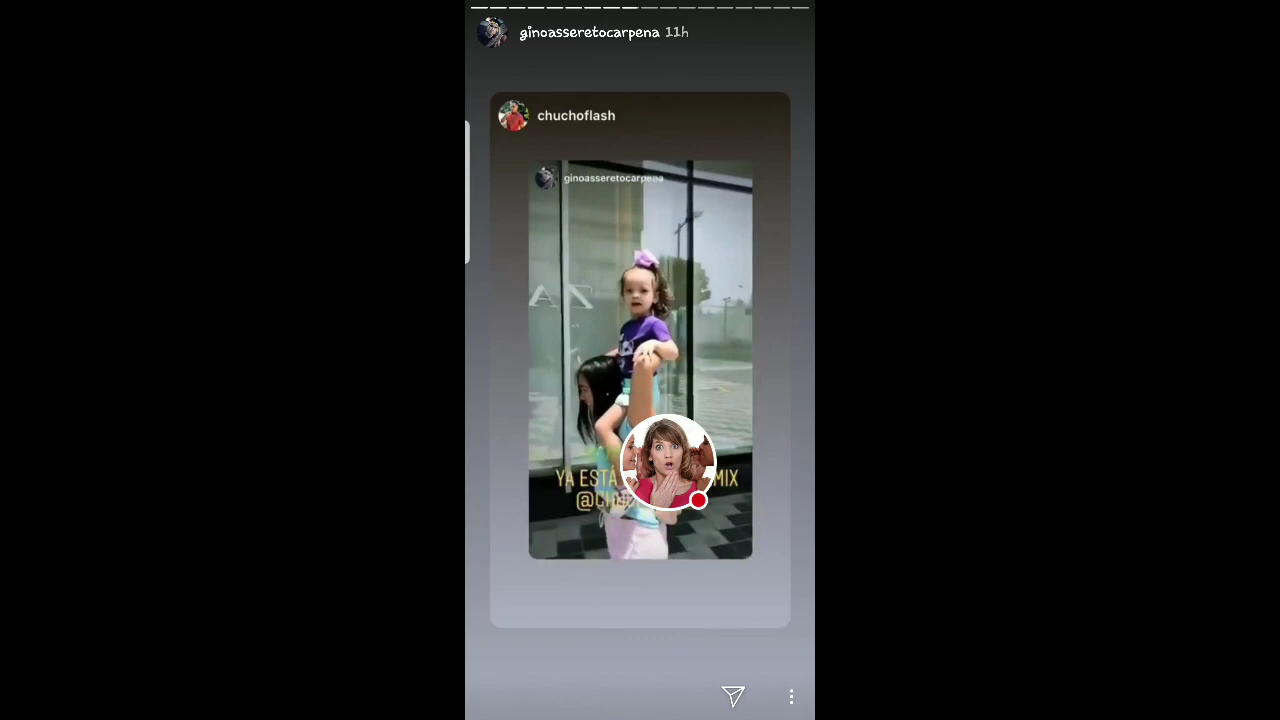 ginoasseretocarpena 11h
chuchoflash
ginoasseretocarpena
YA ESTÁ MIX